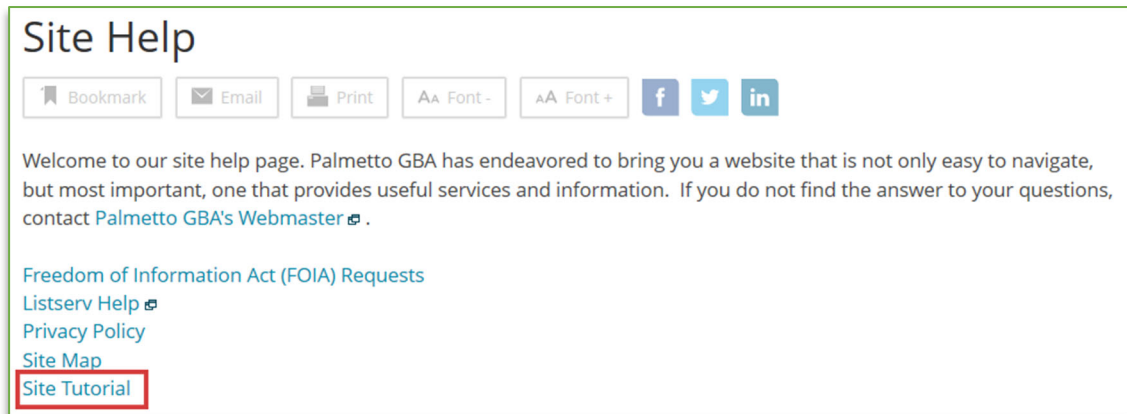 Site Help
Bookmark Email Print AA Font - AA Font + f in
Welcome to our site help page. Palmetto GBA has endeavored to bring you a website that is not only easy to navigate,
but most important, one that provides useful services and information. If you do not find the answer to your questions,
contact Palmetto GBA's Webmaster .
Freedom of Information Act (FOIA) Requests
Listserv Help
Privacy Policy
Site Map
Site Tutorial